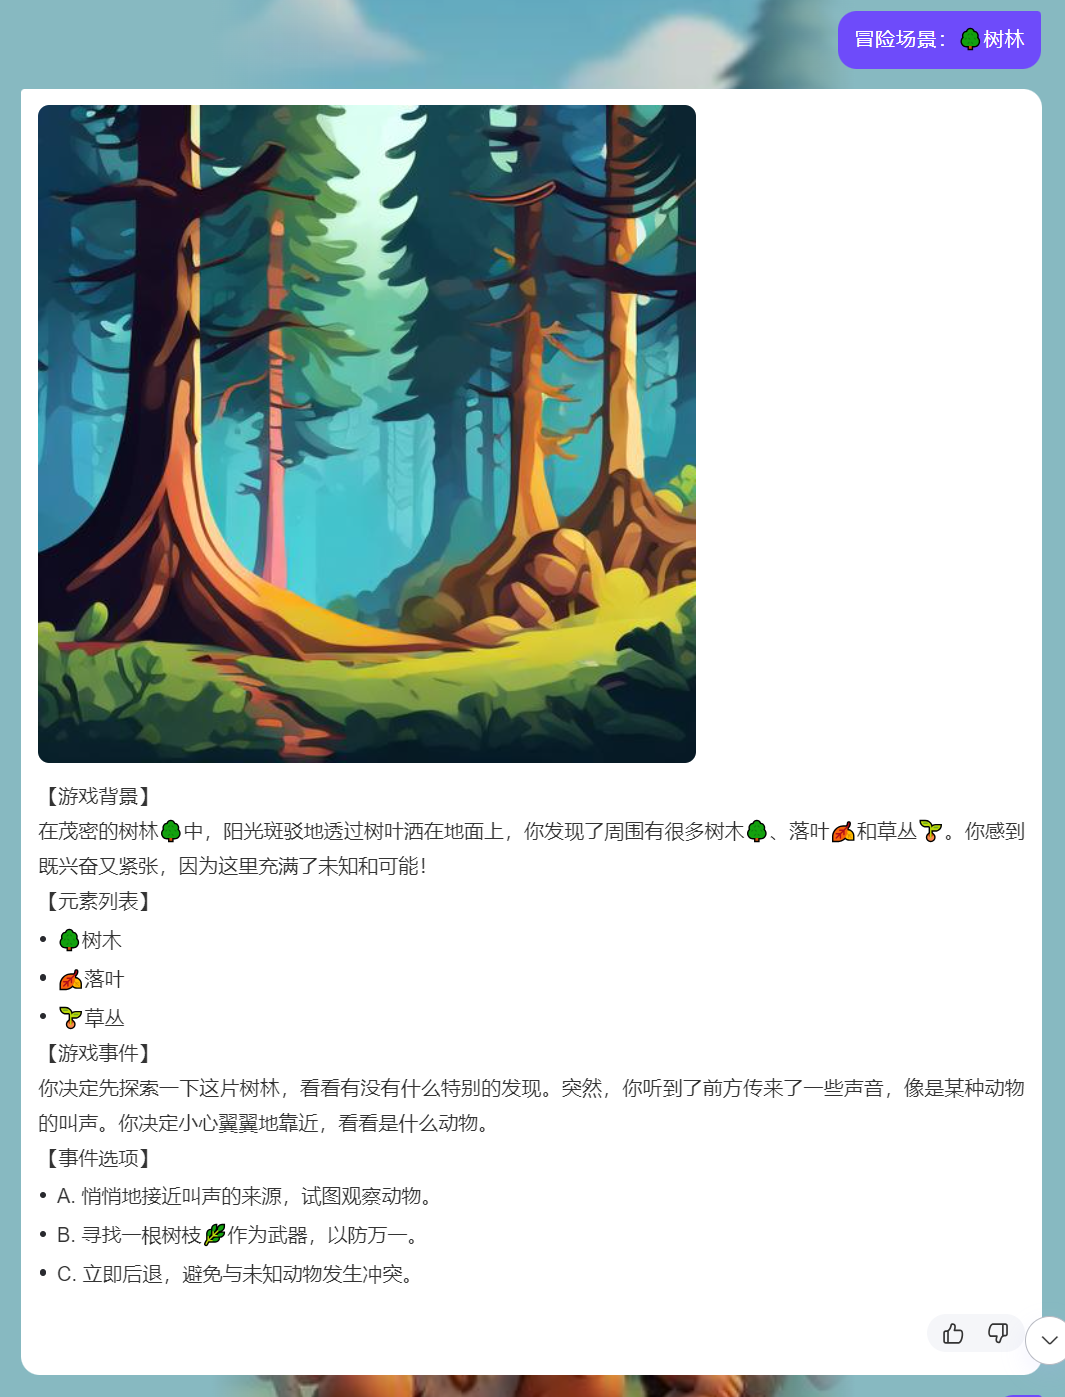 冒险场景：🌳树林
【游戏背景】
在茂密的树林🌳中，阳光斑驳地透过树叶洒在地面上，你发现了周围有很多树木🌳、落叶🍂和草丛🌱。你感到
既兴奋又紧张，因为这里充满了未知和可能！
【元素列表】
• 🌳树木
• 🍂落叶
• 🌱草丛
【游戏事件】
你决定先探索一下这片树林，看看有没有什么特别的发现。突然，你听到了前方传来了一些声音，像是某种动物
的叫声。你决定小心翼翼地靠近，看看是什么动物。
【事件选项】
• A. 悄悄地接近叫声的来源，试图观察动物。
• B. 寻找一根树枝🌿作为武器，以防万一。
• C. 立即后退，避免与未知动物发生冲突。